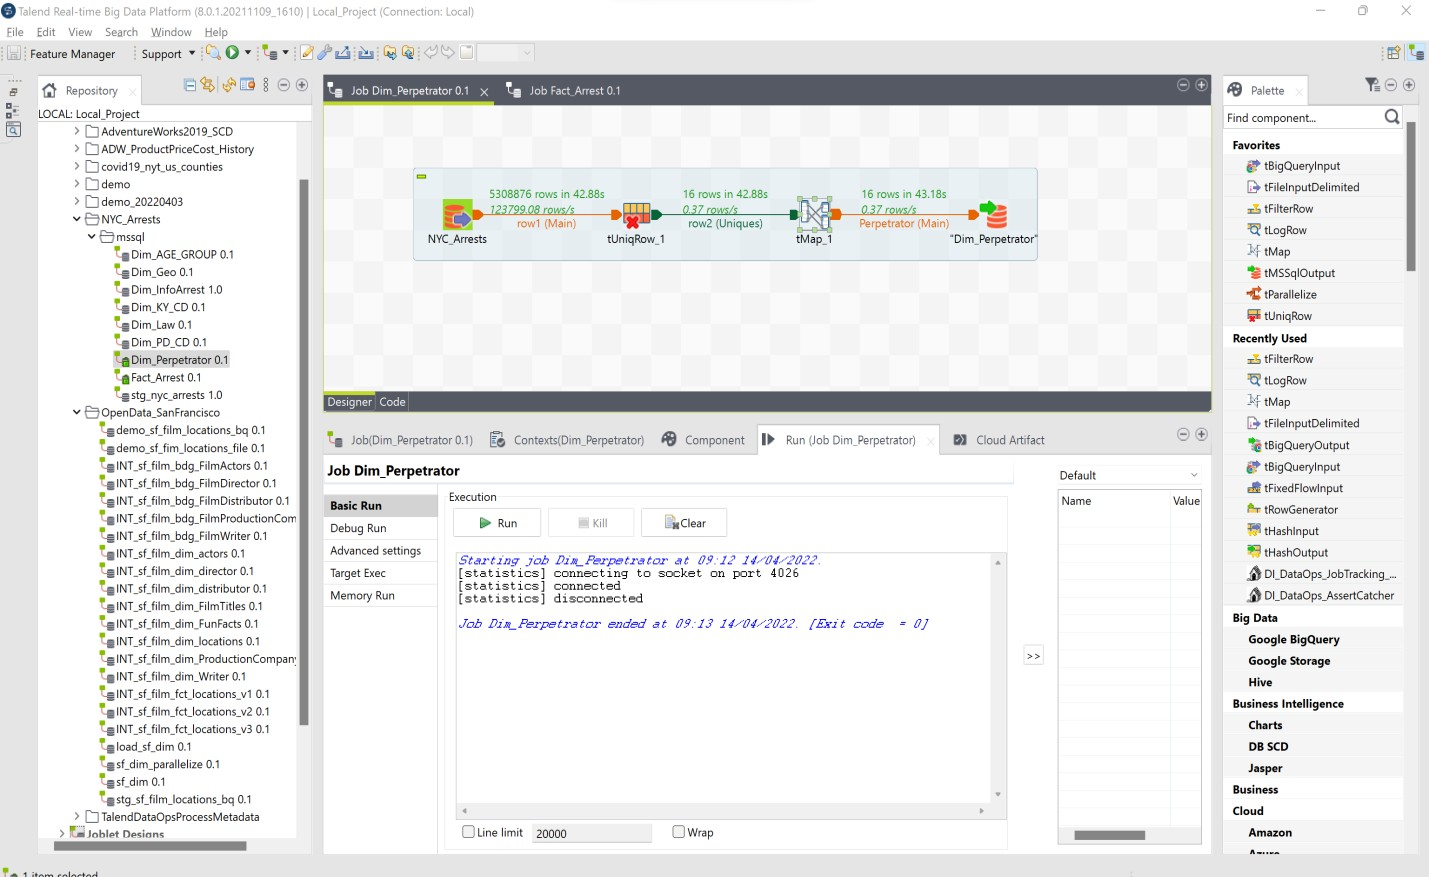 Talend Real-time Big Data Platform (8.0.1.20211109_1610) | Local_Project (Connection: Local)
File Edit View Search Window Help
Feature Manager Support
Repository
LOCAL: Local_Project
AdventureWorks2019_SCD
ADW_ProductPriceCost_History
covid19_nyt_us_counties
demo
demo_20220403
NYC_Arrests
mssql
Dim_AGE_GROUP 0.1
Dim_Geo 0.1
Dim_InfoArrest 1.0
Dim_KY_CD 0.1
Dim_Law 0.1
Dim_PD_CD 0.1
Dim_Perpetrator 0.1
Fact_Arrest 0.1
stg_nyc_arrests 1.0
OpenData_SanFrancisco
demo_sf_film_locations_bq 0.1
demo_sf_fim_locations_file 0.1
INT_sf_film_bdg_FilmActors 0.1
INT_sf_film_bdg_FilmDirector 0.1
INT_sf_film_bdg_FilmDistributor 0.1
INT_sf_film_bdg_FilmProductionCom
INT_sf_film_bdg_FilmWriter 0.1
INT_sf_film_dim_actors 0.1
INT_sf_film_dim_director 0.1
INT_sf_film_dim_distributor 0.1
INT_sf_film_dim_FilmTitles 0.1
INT_sf_film_dim_FunFacts 0.1
INT_sf_film_dim_locations 0.1
INT_sf_film_dim_ProductionCompany
INT_sf_film_dim_Writer 0.1
INT_sf_film_fct_locations_v1 0.1
INT_sf_film_fct_locations_v2 0.1
INT_sf_film_fct_locations_v3 0.1
load_sf_dim 0.1
sf_dim_parallelize 0.1
sf_dim 0.1
stg_sf_film_locations_bq 0.1
TalendDataOpsProcessMetadata
Joblet Designs
1 item selected
Job Dim_Perpetrator 0.1 Job Fact_Arrest 0.1
5308876 rows in 42.88s 16 rows in 42.88s 16 rows in 43.18s
123799.08 rows/s 0.37 rows/s 0.37 rows/s
row1 (Main) row2 (Uniques) Perpetrator (Main)
NYC_Arrests tUniqRow_1 tMap_1 "Dim_Perpetrator"
Designer Code
Job(Dim_Perpetrator 0.1) Contexts(Dim_Perpetrator) Component Run (Job Dim_Perpetrator) Cloud Artifact
Job Dim_Perpetrator
Basic Run
Debug Run
Advanced settings
Target Exec
Memory Run
Execution
Run Kill Clear
Starting job Dim_Perpetrator at 09:12 14/04/2022.
[statistics] connecting to socket on port 4026
[statistics] connected
[statistics] disconnected
Job Dim_Perpetrator ended at 09:13 14/04/2022. [Exit code = 0]
Line limit 20000 Wrap
>>
Default
Name Value
Palette
Find component...
Favorites
tBigQueryInput
tFileInputDelimited
tFilterRow
tLogRow
tMap
tMSSqlOutput
tParallelize
tUniqRow
Recently Used
tFilterRow
tLogRow
tMap
tFileInputDelimited
tBigQueryOutput
tBigQueryInput
tFixedFlowInput
tRowGenerator
tHashInput
tHashOutput
DI_DataOps_JobTracking_...
DI_DataOps_AssertCatcher
Big Data
Google BigQuery
Google Storage
Hive
Business Intelligence
Charts
DB SCD
Jasper
Business
Cloud
Amazon
Azure